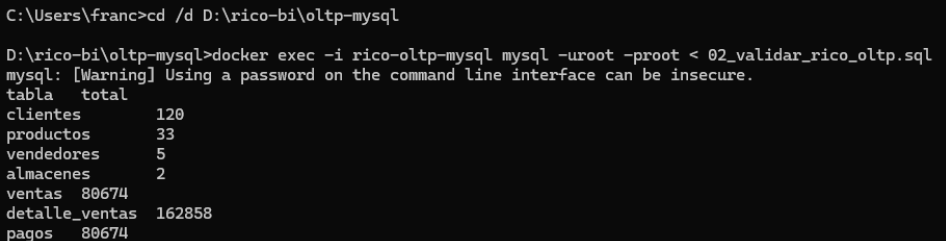 C:\Users\franc>cd /d D:\rico-bi\oltp-mysql
D:\rico-bi\oltp-mysql>docker exec -i rico-oltp-mysql mysql -uroot -proot < 02_validar_rico_oltp.sql
mysql: [Warning] Using a password on the command line interface can be insecure.
tabla   total
clientes        120
productos       33
vendedores      5
almacenes       2
ventas  80674
detalle_ventas  162858
pagos   80674